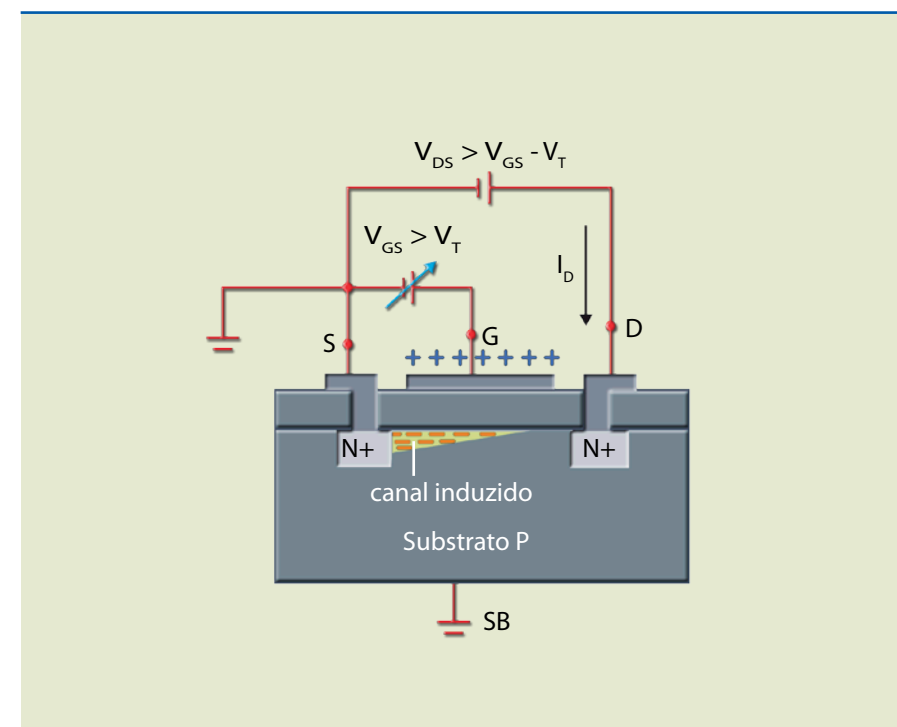 V_DS > V_GS - V_T
V_GS > V_T
I_D
S
G
D
+ + + + + + +
N+
N+
canal induzido
Substrato P
SB